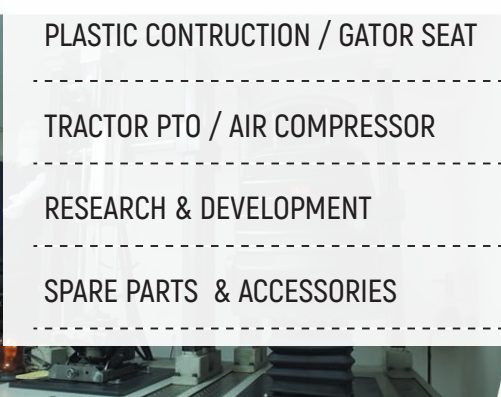 PLASTIC CONTRUCTION / GATOR SEAT
TRACTOR PTO / AIR COMPRESSOR
RESEARCH & DEVELOPMENT
SPARE PARTS & ACCESSORIES